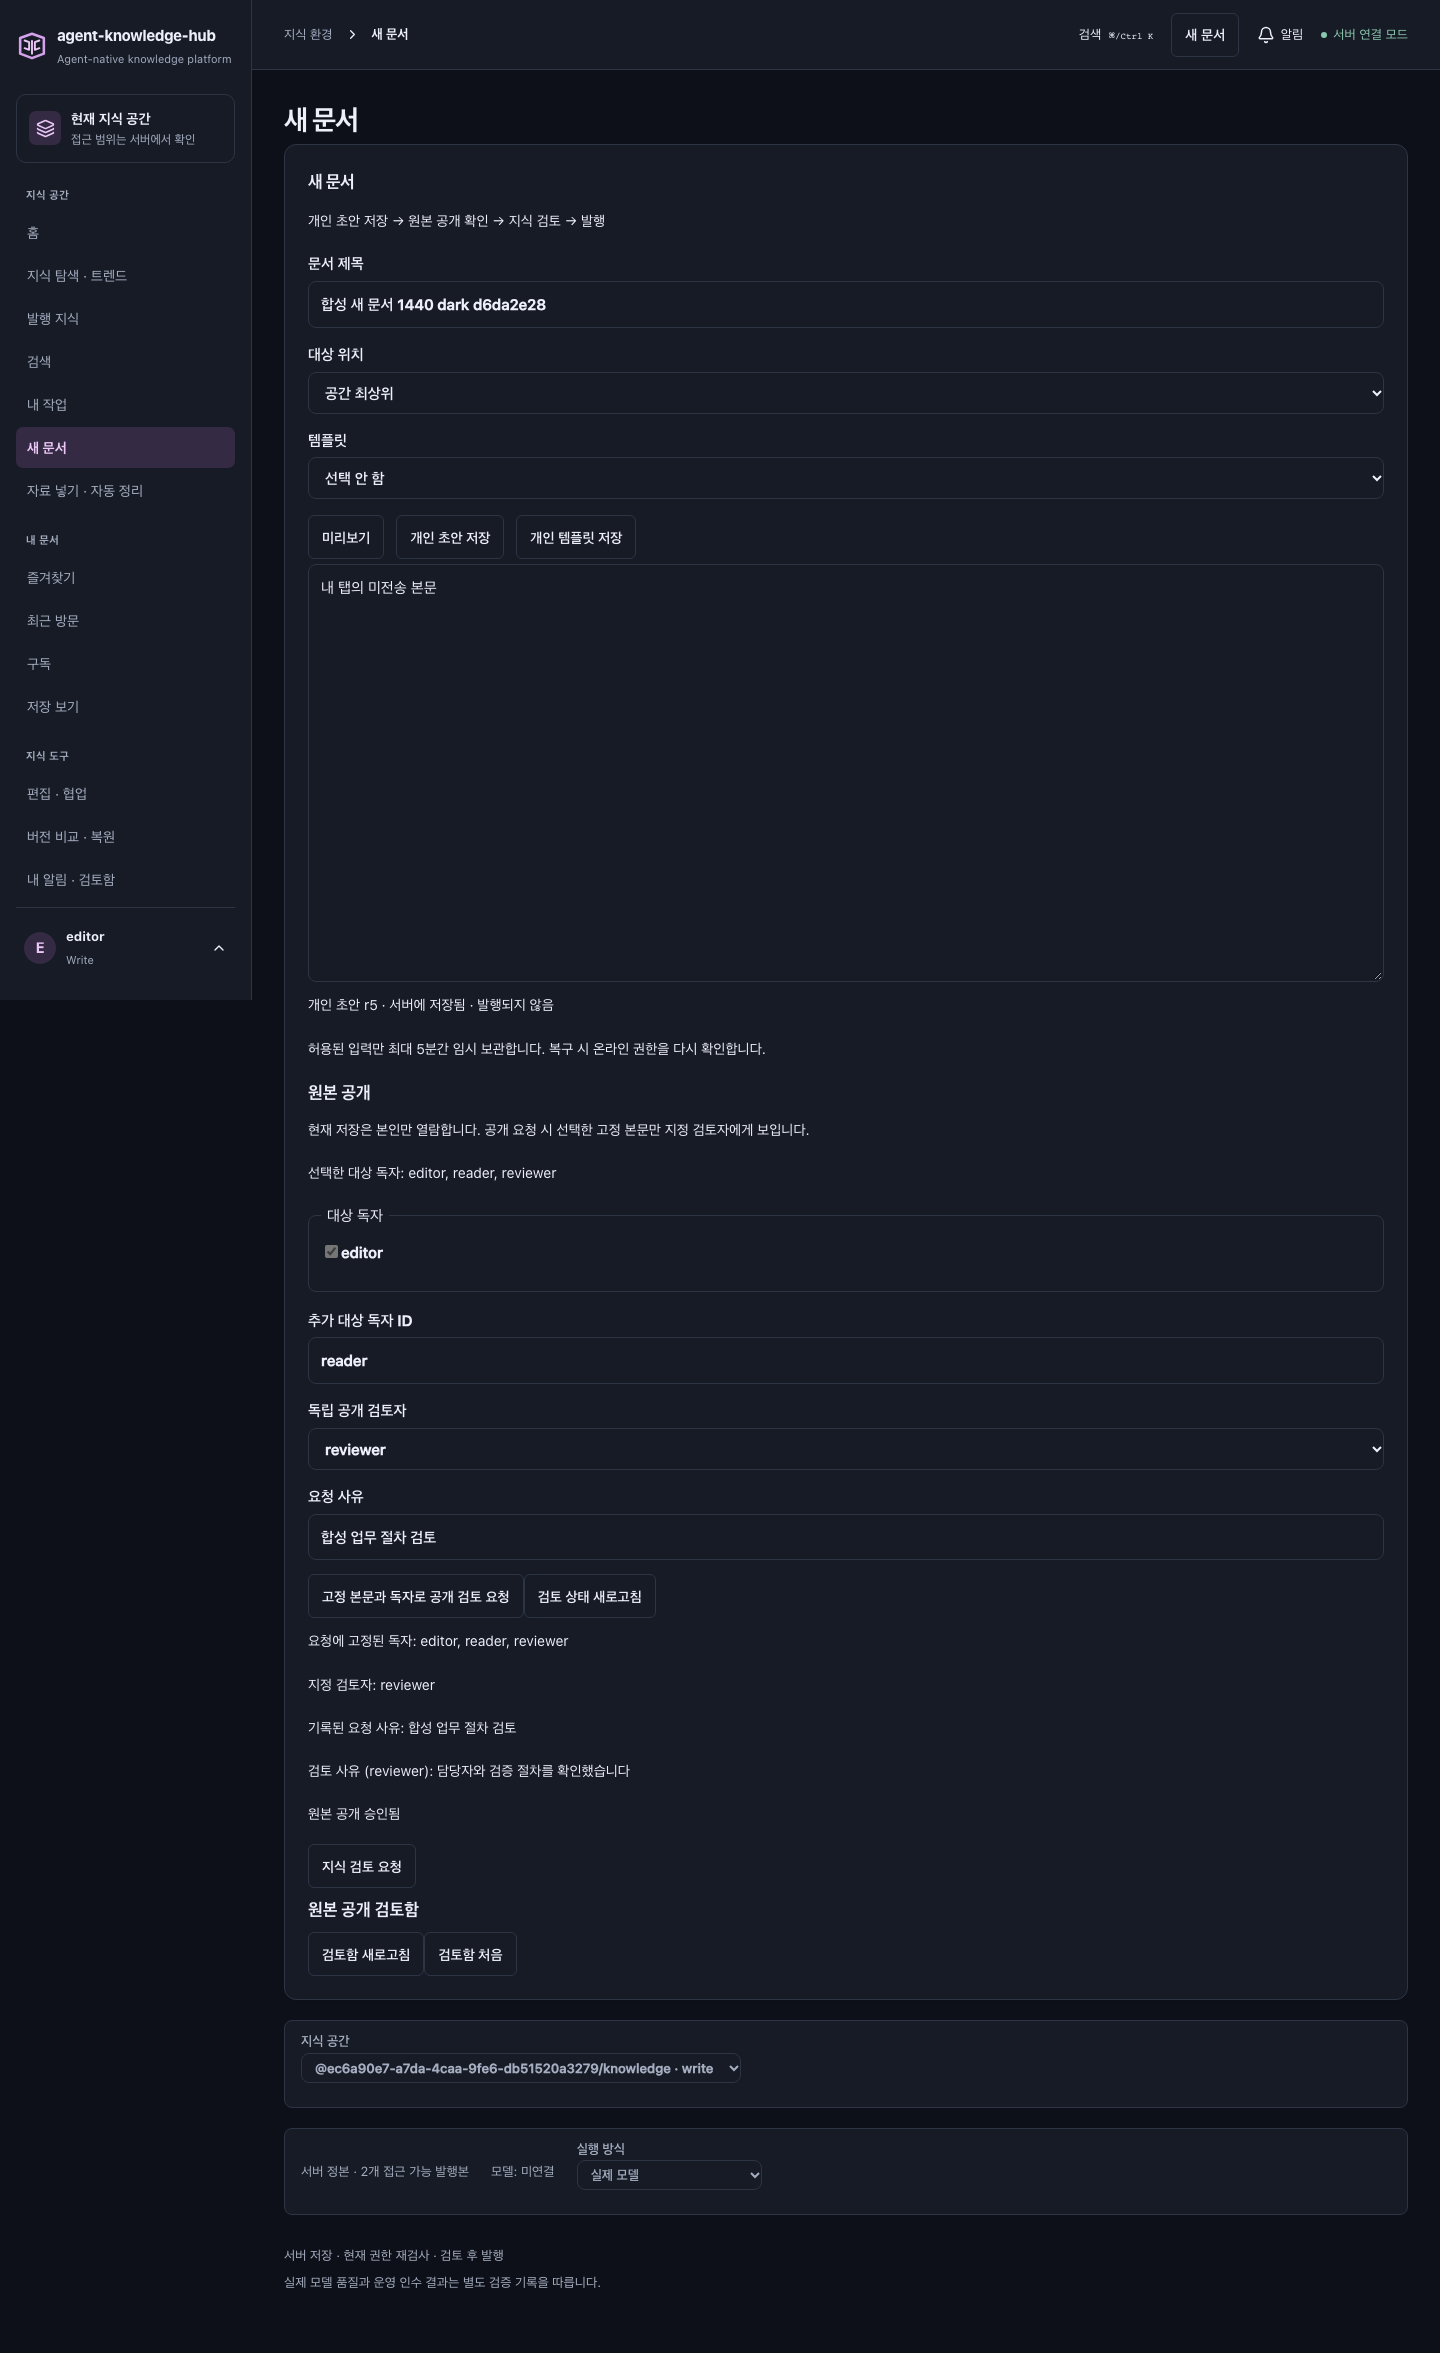 agent-knowledge-hub
Agent-native knowledge platform
현재 지식 공간
접근 범위는 서버에서 확인
지식 공간
홈
지식 탐색 · 트렌드
발행 지식
검색
내 작업
새 문서
자료 넣기 · 자동 정리
내 문서
즐겨찾기
최근 방문
구독
저장 보기
지식 도구
편집 · 협업
버전 비교 · 복원
내 알림 · 검토함
E
editor
Write
지식 환경 > 새 문서
검색 ⌘/Ctrl K
새 문서
알림
서버 연결 모드
새 문서
새 문서
개인 초안 저장 → 원본 공개 확인 → 지식 검토 → 발행
문서 제목
합성 새 문서 1440 dark d6da2e28
대상 위치
공간 최상위
템플릿
선택 안 함
미리보기
개인 초안 저장
개인 템플릿 저장
내 탭의 미전송 본문
개인 초안 r5 · 서버에 저장됨 · 발행되지 않음
허용된 입력만 최대 5분간 임시 보관합니다. 복구 시 온라인 권한을 다시 확인합니다.
원본 공개
현재 저장은 본인만 열람합니다. 공개 요청 시 선택한 고정 본문만 지정 검토자에게 보입니다.
선택한 대상 독자: editor, reader, reviewer
대상 독자
editor
추가 대상 독자 ID
reader
독립 공개 검토자
reviewer
요청 사유
합성 업무 절차 검토
고정 본문과 독자로 공개 검토 요청
검토 상태 새로고침
요청에 고정된 독자: editor, reader, reviewer
지정 검토자: reviewer
기록된 요청 사유: 합성 업무 절차 검토
검토 사유 (reviewer): 담당자와 검증 절차를 확인했습니다
원본 공개 승인됨
지식 검토 요청
원본 공개 검토함
검토함 새로고침
검토함 처음
지식 공간
@ec6a90e7-a7da-4caa-9fe6-db51520a3279/knowledge · write
서버 정본 · 2개 접근 가능 발행본
모델: 미연결
실행 방식
실제 모델
서버 저장 · 현재 권한 재검사 · 검토 후 발행
실제 모델 품질과 운영 인수 결과는 별도 검증 기록을 따릅니다.